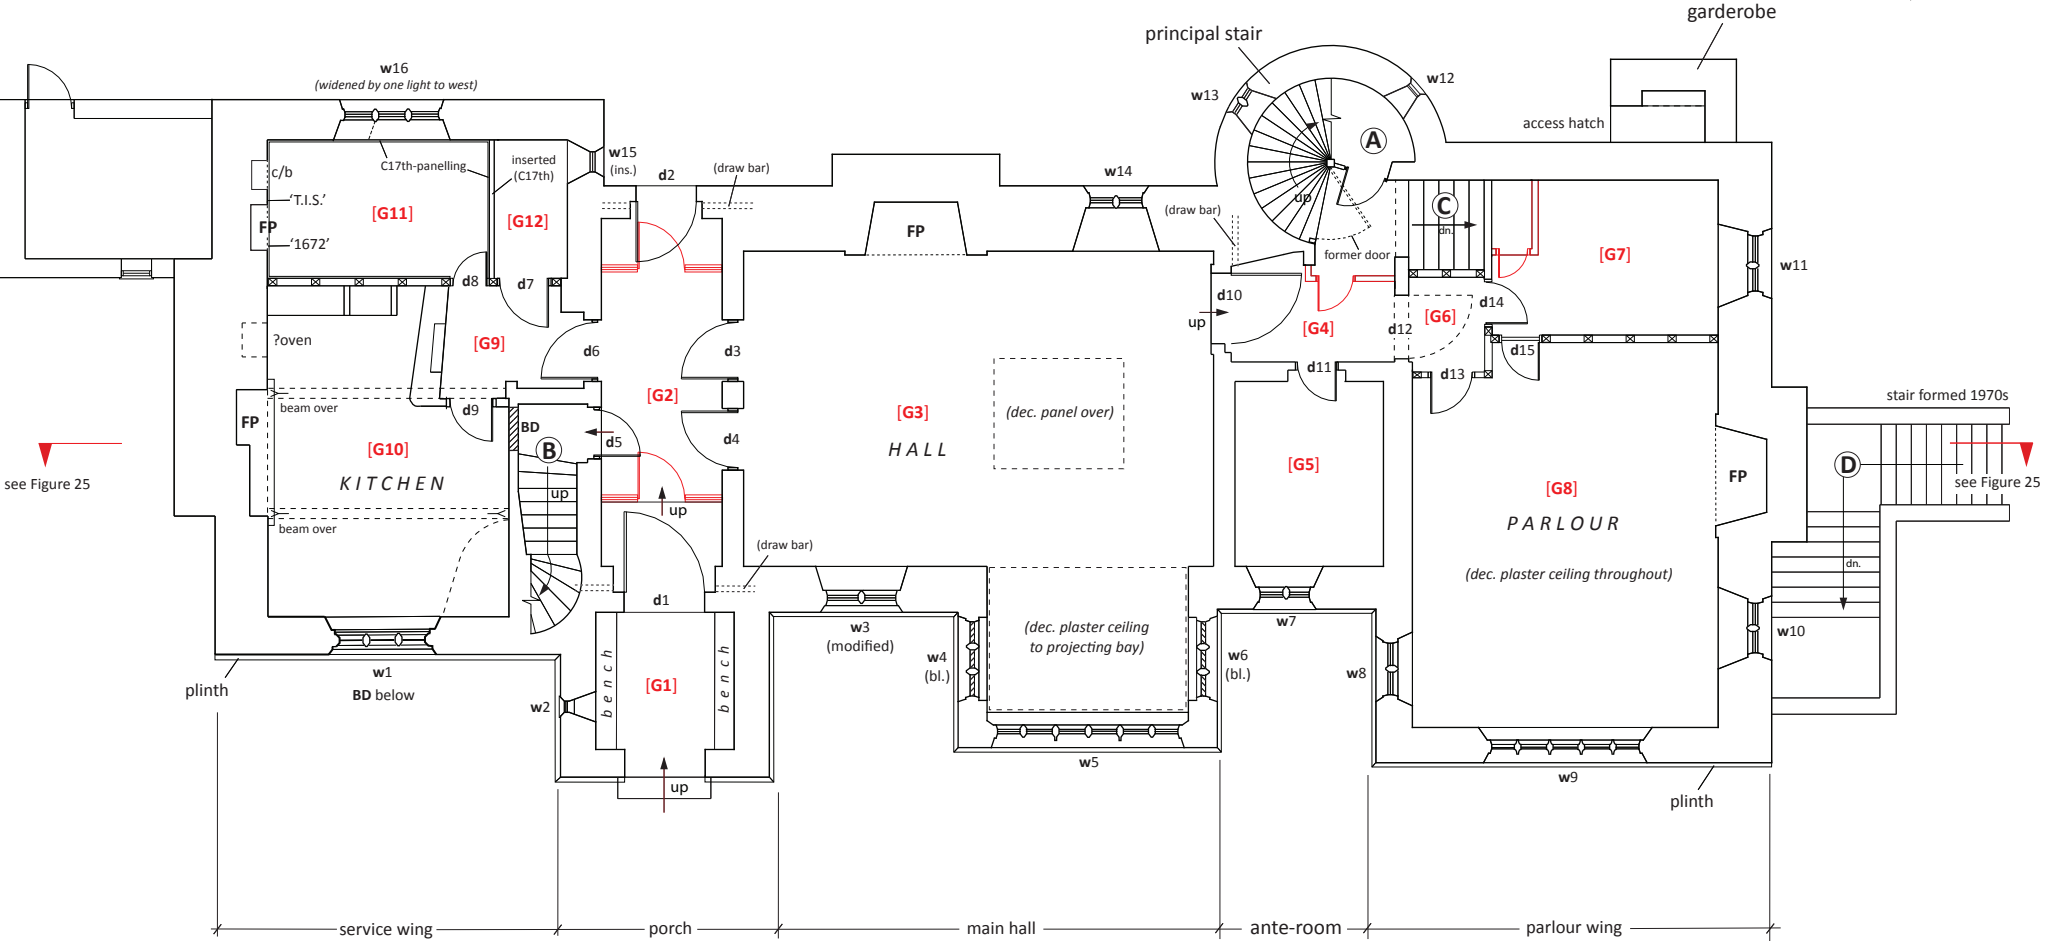 garderobe
principal stair
w16
(widened by one light to west)
w12
w13
access hatch
A
C17th-panelling
inserted
(C17th)
w15
(ins.)
d2
(draw bar)
w14
c/b
'T.I.S.'
[G11]
[G12]
FP
'1672'
FP
(draw bar)
up
former door
C
dn.
[G7]
w11
d8
d7
d10
up
[G4]
d12
[G6]
d14
?oven
[G9]
d6
d3
d15
d11
d13
beam over
FP
d9
[G2]
[G3]
HALL
(dec. panel over)
stair formed 1970s
BD
B
d5
d4
[G10]
KITCHEN
[G5]
[G8]
PARLOUR
FP
D
see Figure 25
see Figure 25
up
up
beam over
(draw bar)
(dec. plaster ceiling throughout)
dn.
d1
w3
(modified)
(dec. plaster ceiling
to projecting bay)
w7
w10
w4
(bl.)
w6
(bl.)
w8
plinth
w1
BD below
bench
[G1]
bench
w2
up
w5
w9
plinth
service wing
porch
main hall
ante-room
parlour wing